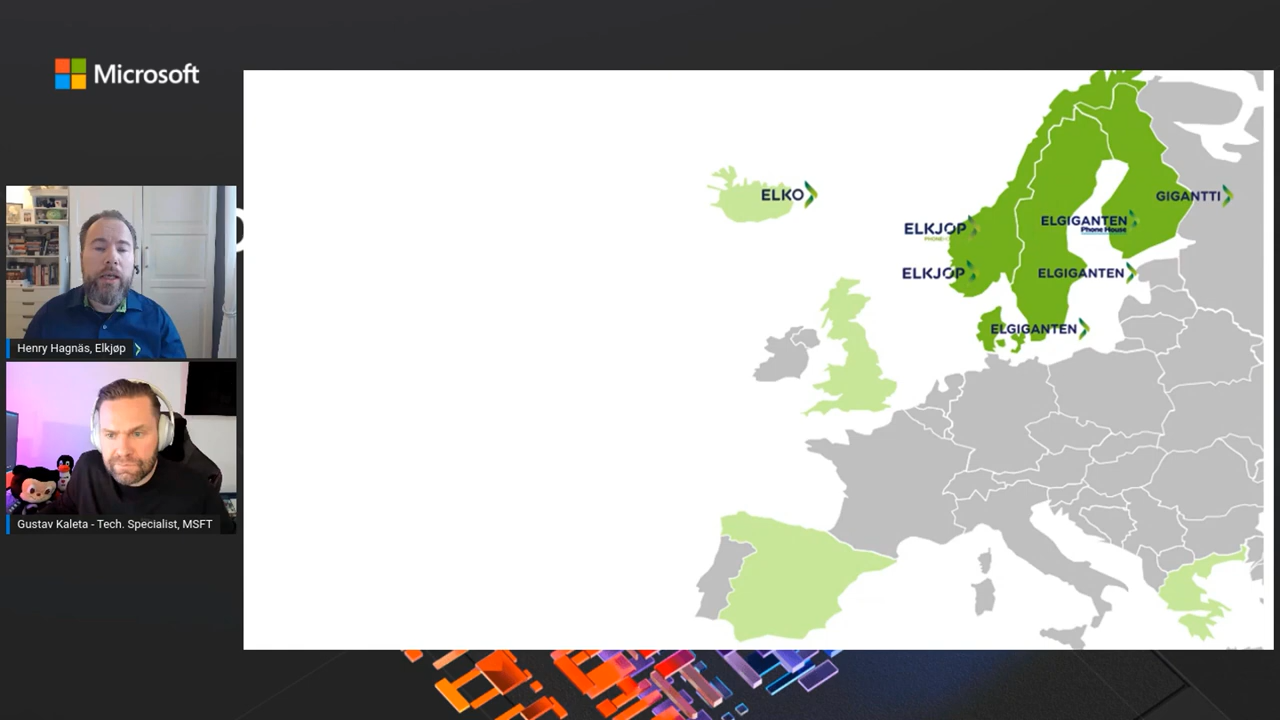 Microsoft
ELKO
GIGANTTI
ELKJOP
ELGIGANTEN
Phone House
ELKJOP
ELGIGANTEN
ELGIGANTEN
Henry Hagnäs, Elkjøp
Gustav Kaleta - Tech. Specialist, MSFT